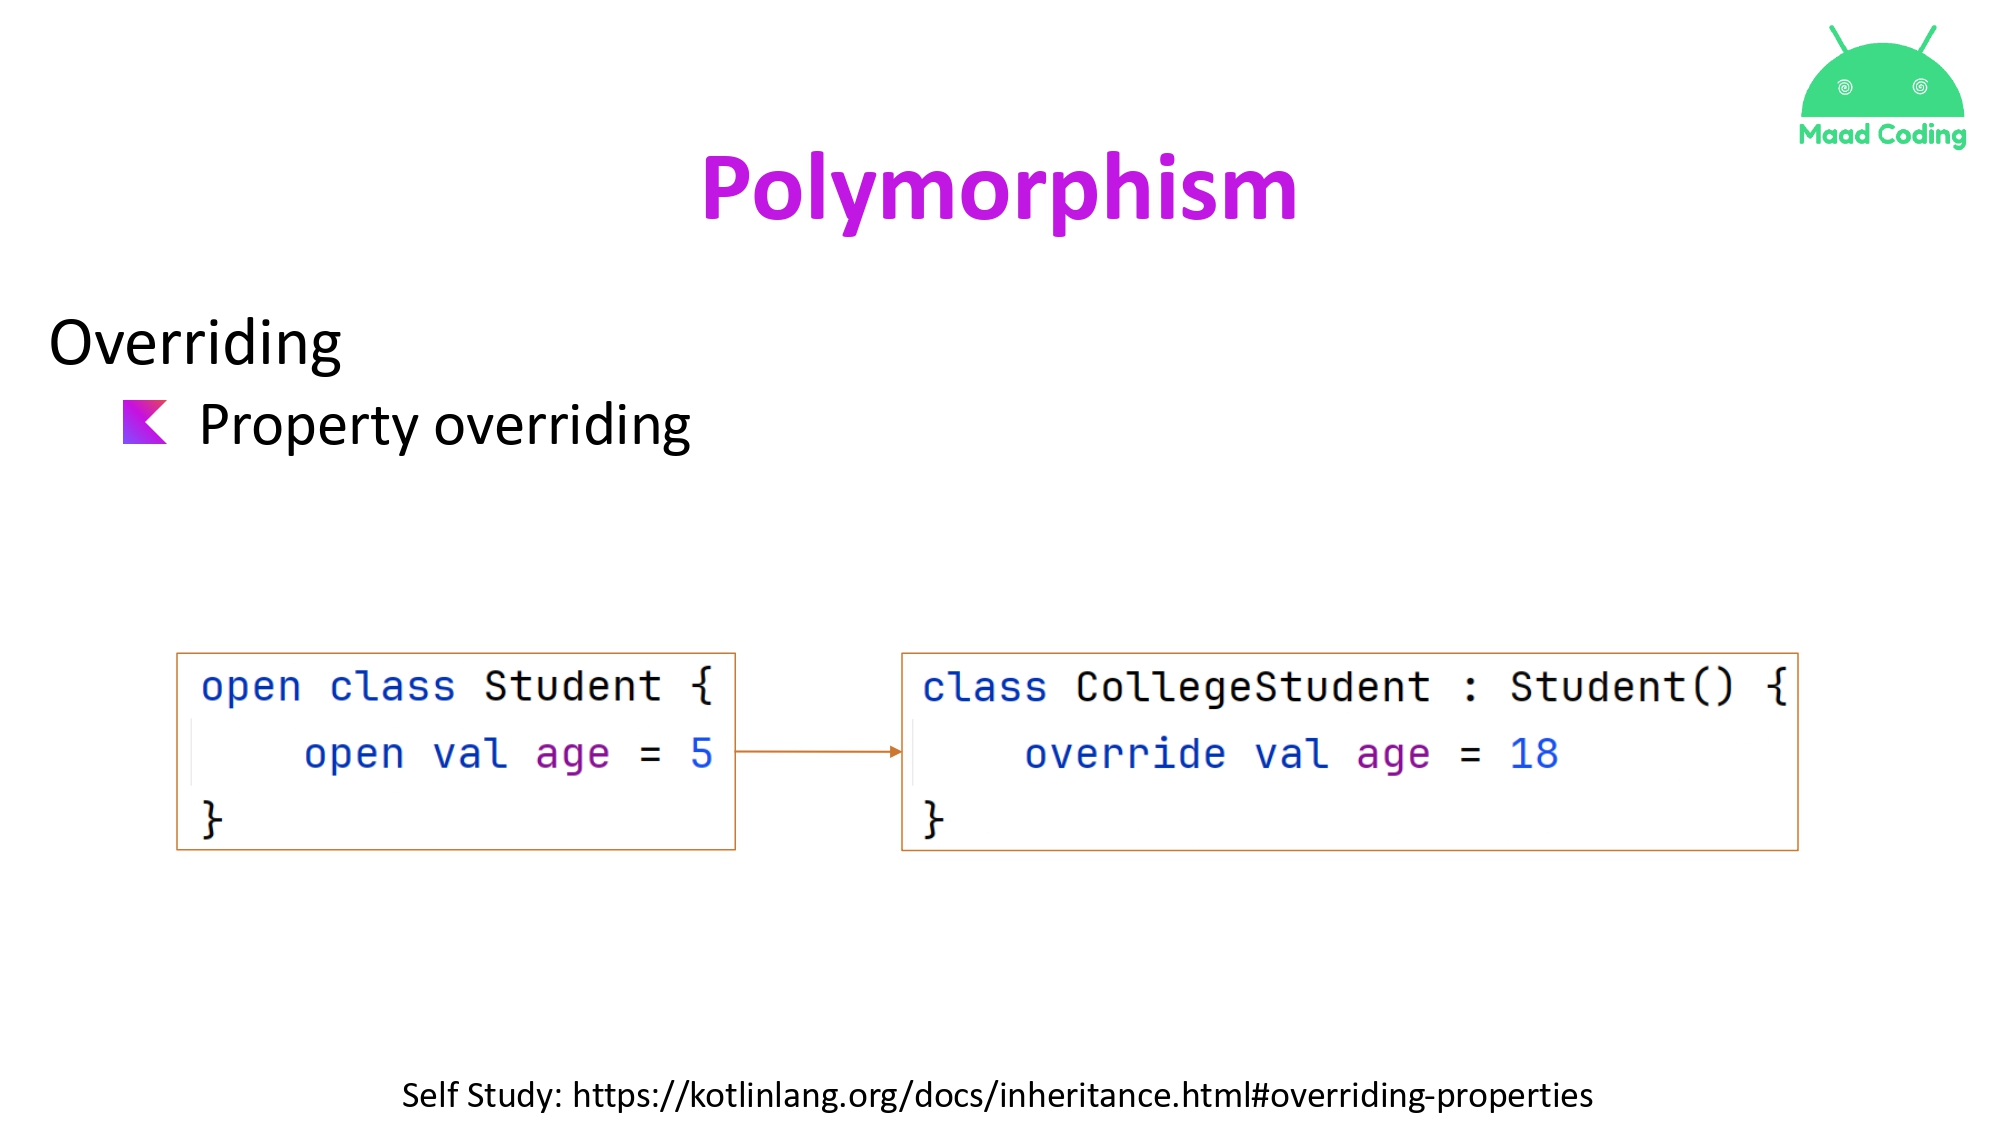 Maad Coding
Polymorphism
Overriding
Property overriding
open class Student {
    open val age = 5
}
class CollegeStudent : Student() {
    override val age = 18
}
Self Study: https://kotlinlang.org/docs/inheritance.html#overriding-properties